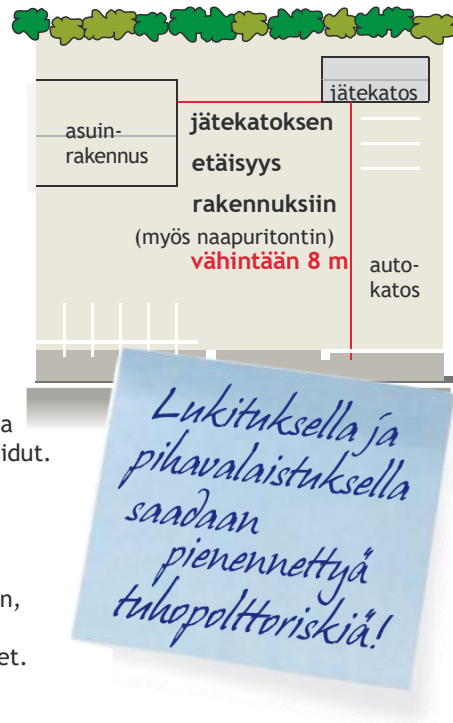 jätekatos
asuin-
rakennus
jätekatoksen
etäisyys
rakennuksiin
(myös naapuritontin)
vähintään 8 m
auto-
katos
a
idut.
n,
et.
Lukituksella ja
pihavalaistuksella
saadaan
pienennettyä
tuhopolttoriskiä!